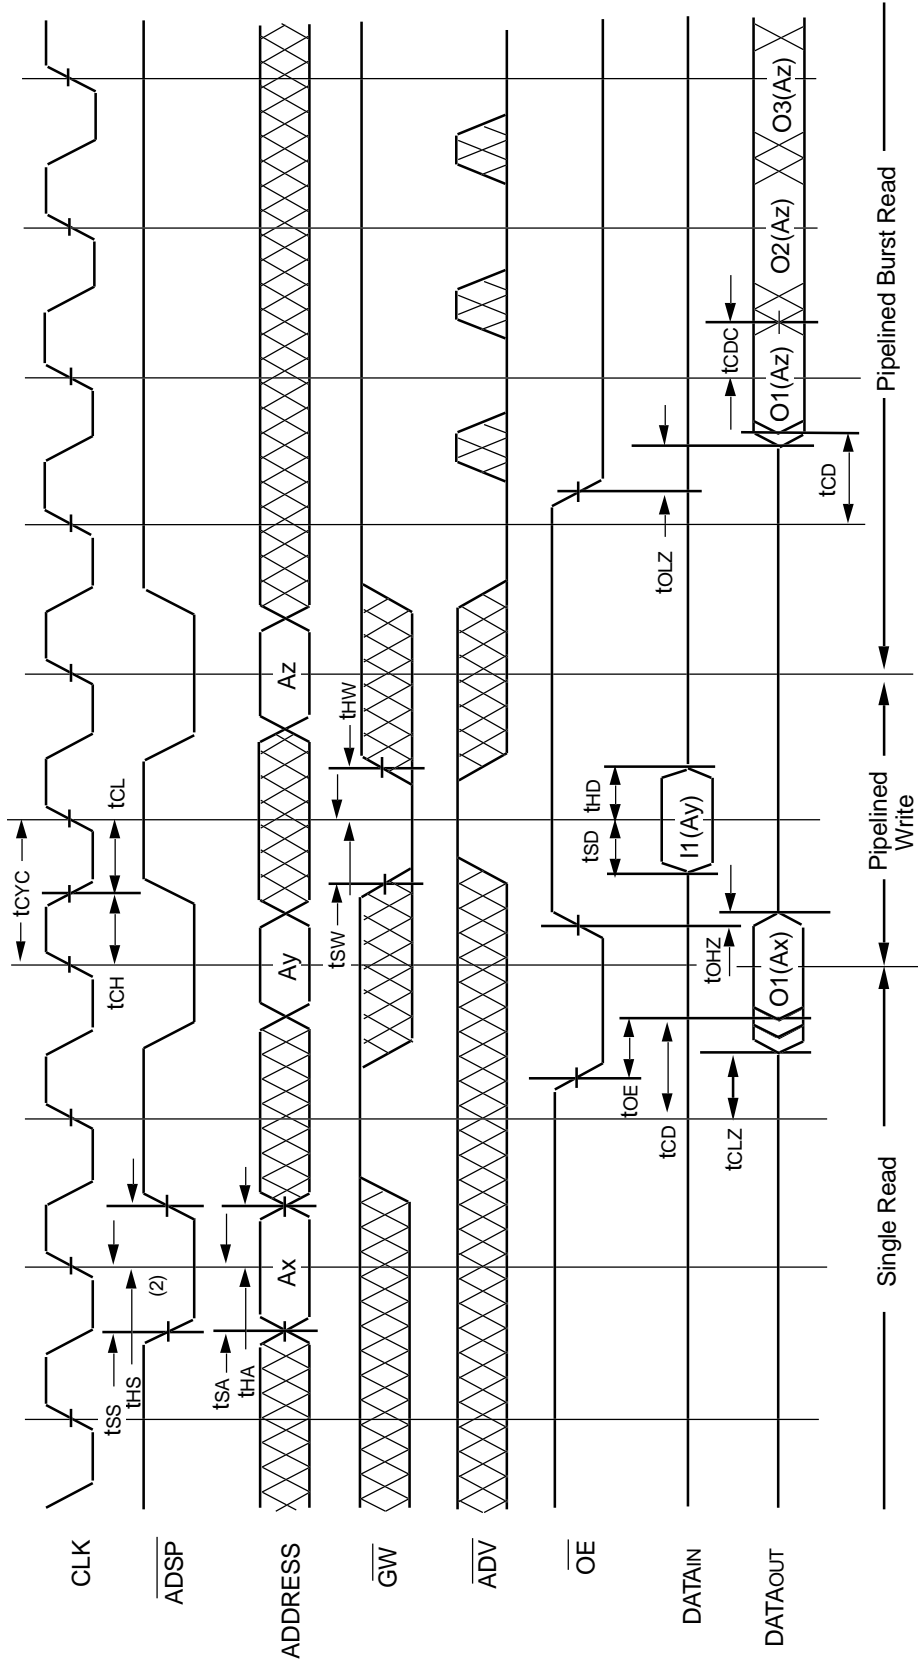 CLK
tCYC
tCH
tCL
ADSP
tSS
tHS
(2)
ADDRESS
tSA
tHA
Ax
Ay
Az
GW
tSW
tHW
ADV
OE
tOE
tOHZ
tOLZ
DATAIN
tSD
tHD
I1(Ay)
tCD
tCLZ
tCD
tCDC
DATAOUT
O1(Ax)
O1(Az)
O2(Az)
O3(Az)
Single Read
Pipelined
Write
Pipelined Burst Read